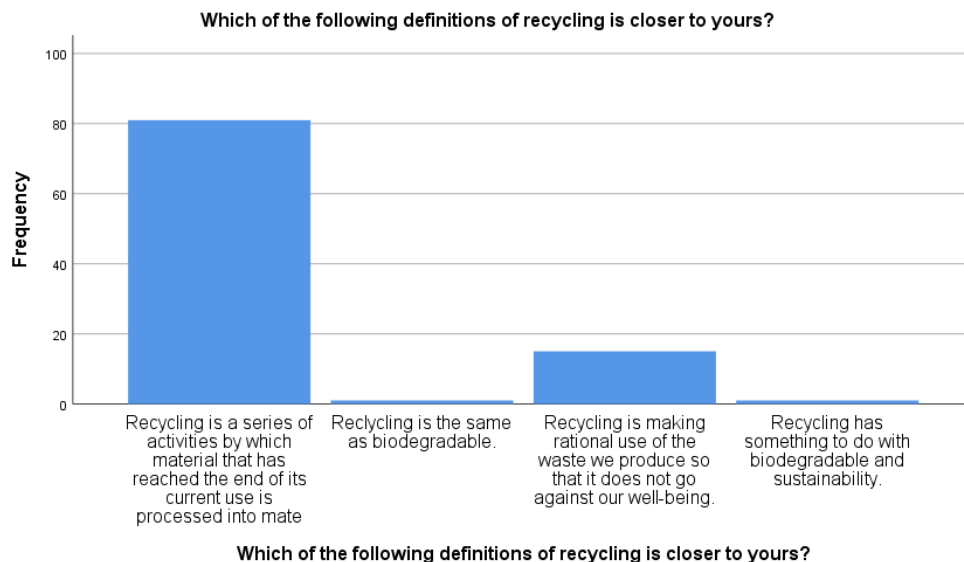 Which of the following definitions of recycling is closer to yours?
100
80
60
40
20
0
Frequency
Recycling is a series of
activities by which
material that has
reached the end of its
current use is
processed into mate
Reclycling is the same
as biodegradable.
Recycling is making
rational use of the
waste we produce so
that it does not go
against our well-being.
Recycling has
something to do with
biodegradable and
sustainability.
Which of the following definitions of recycling is closer to yours?